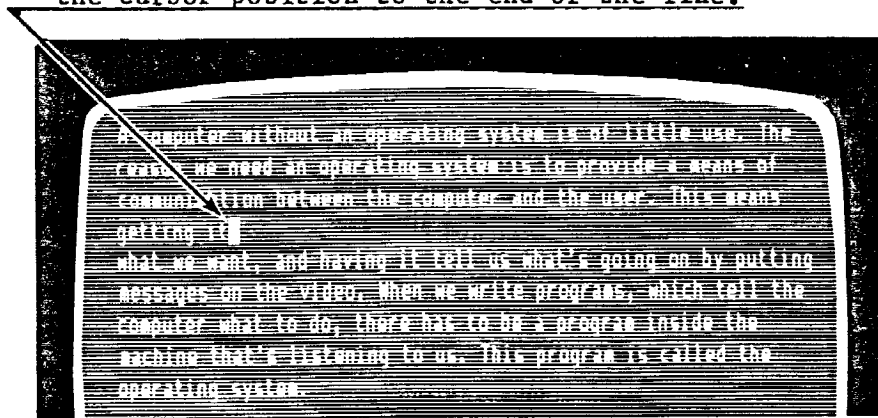 the cursor position to the end of the line.
A computer without an operating system is of little use. The
reason we need an operating system is to provide a means of
communication between the computer and the user. This means
getting it
what we want, and having it tell us what's going on by putting
messages on the video. When we write programs, which tell the
computer what to do, there has to be a program inside the
machine that's listening to us. This program is called the
operating system.